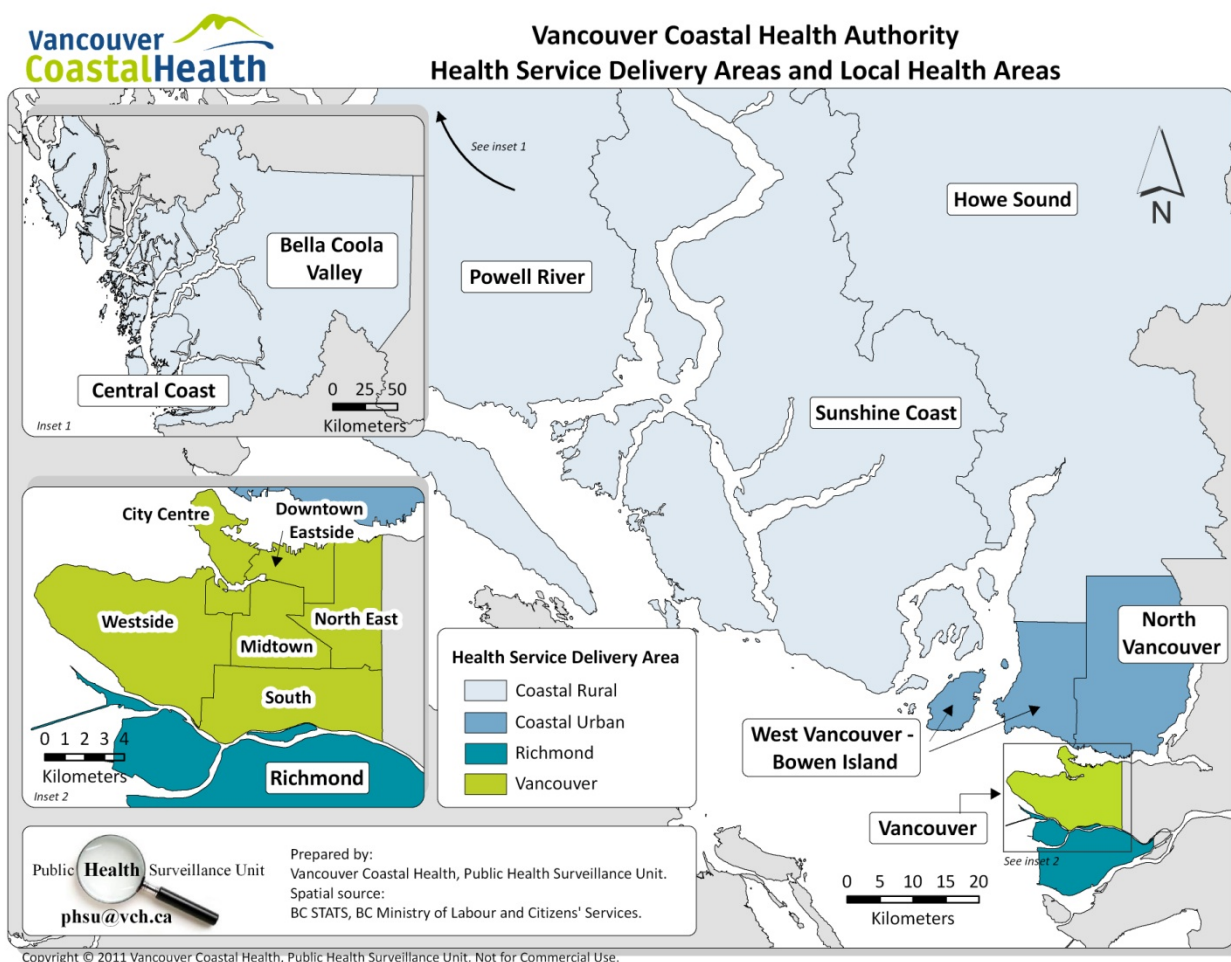 Vancouver
CoastalHealth
Vancouver Coastal Health Authority
Health Service Delivery Areas and Local Health Areas
See inset 1
Howe Sound
N
Bella Coola
Valley
Powell River
Central Coast
0 25 50
Kilometers
Inset 1
Sunshine Coast
City Centre
Downtown
Eastside
Westside
North East
Midtown
South
0 1 2 3 4
Kilometers
Richmond
Inset 2
Health Service Delivery Area
Coastal Rural
Coastal Urban
Richmond
Vancouver
North
Vancouver
West Vancouver -
Bowen Island
Vancouver
See inset 2
0 5 10 15 20
Kilometers
Public Health Surveillance Unit
phsu@vch.ca
Prepared by:
Vancouver Coastal Health, Public Health Surveillance Unit.
Spatial source:
BC STATS, BC Ministry of Labour and Citizens' Services.
Copyright © 2011 Vancouver Coastal Health, Public Health Surveillance Unit. Not for Commercial Use.